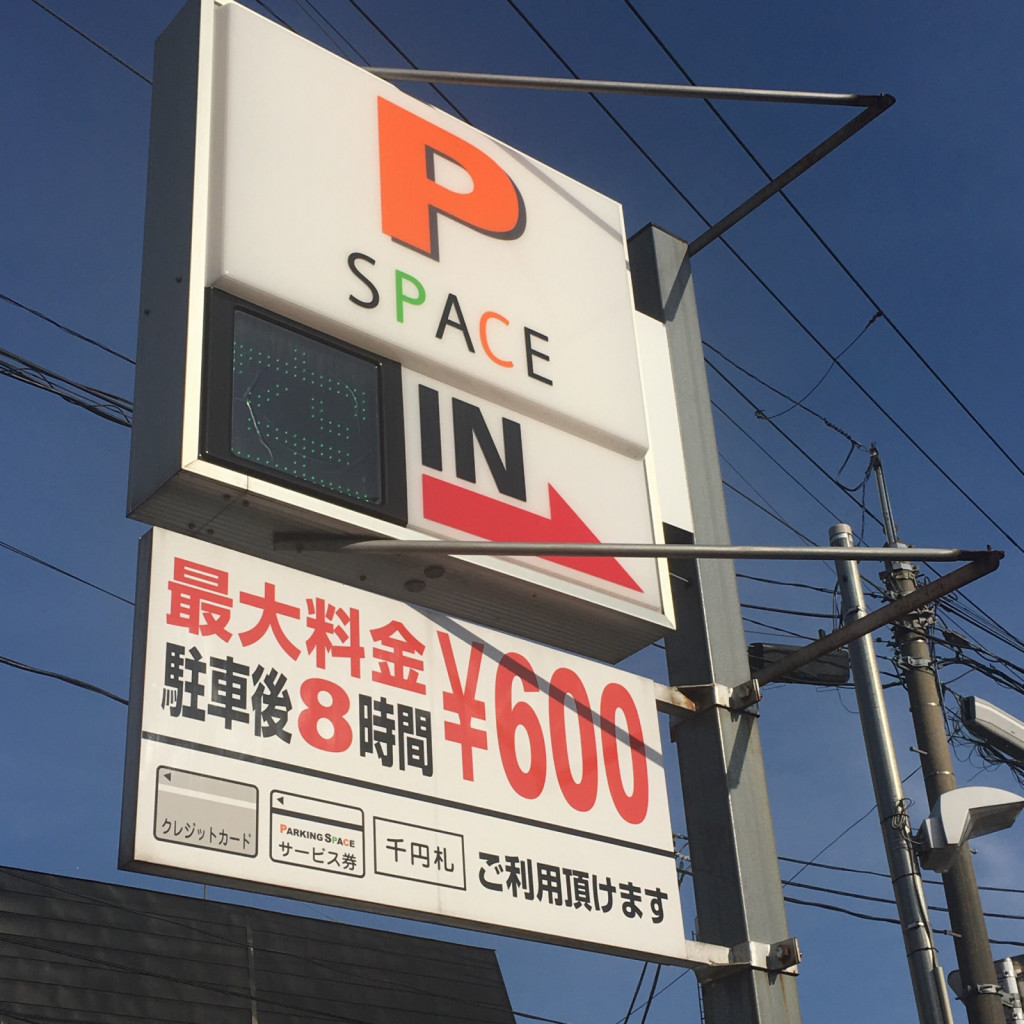 P
SPACE
空
IN
最大料金
駐車後8時間
¥600
クレジットカード
PARKING SPACE
サービス券
千円札
ご利用頂けます